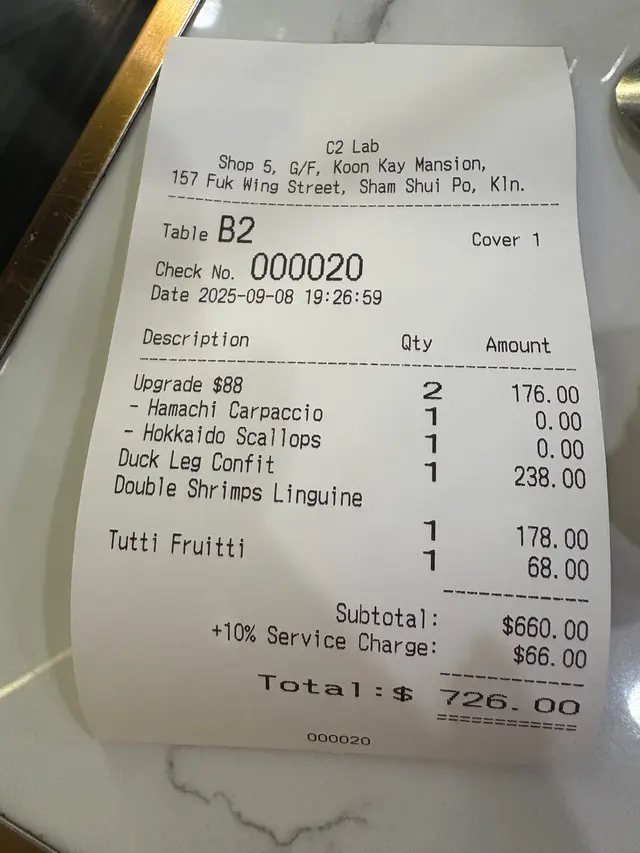 C2 Lab
Shop 5, G/F, Koon Kay Mansion,
157 Fuk Wing Street, Sham Shui Po, Kln.
Table B2 Cover 1
Check No. 000020
Date 2025-09-08 19:26:59
Description Qty Amount
Upgrade $88 2 176.00
- Hamachi Carpaccio 1 0.00
- Hokkaido Scallops 1 0.00
Duck Leg Confit 1 238.00
Double Shrimps Linguine
1 178.00
Tutti Fruitti 1 68.00
Subtotal: $660.00
+10% Service Charge: $66.00
Total:$ 726.00
000020